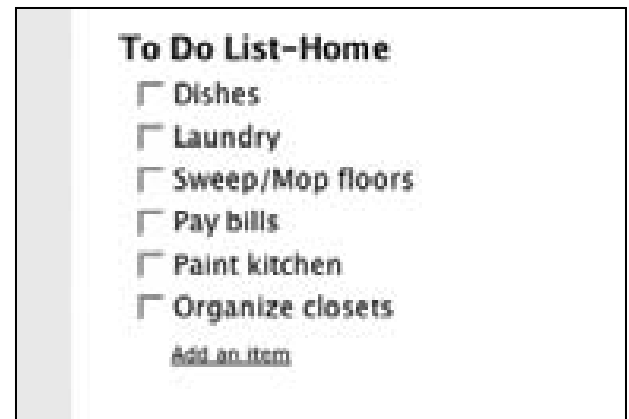 To Do List-Home
Dishes
Laundry
Sweep/Mop floors
Pay bills
Paint kitchen
Organize closets
Add an item